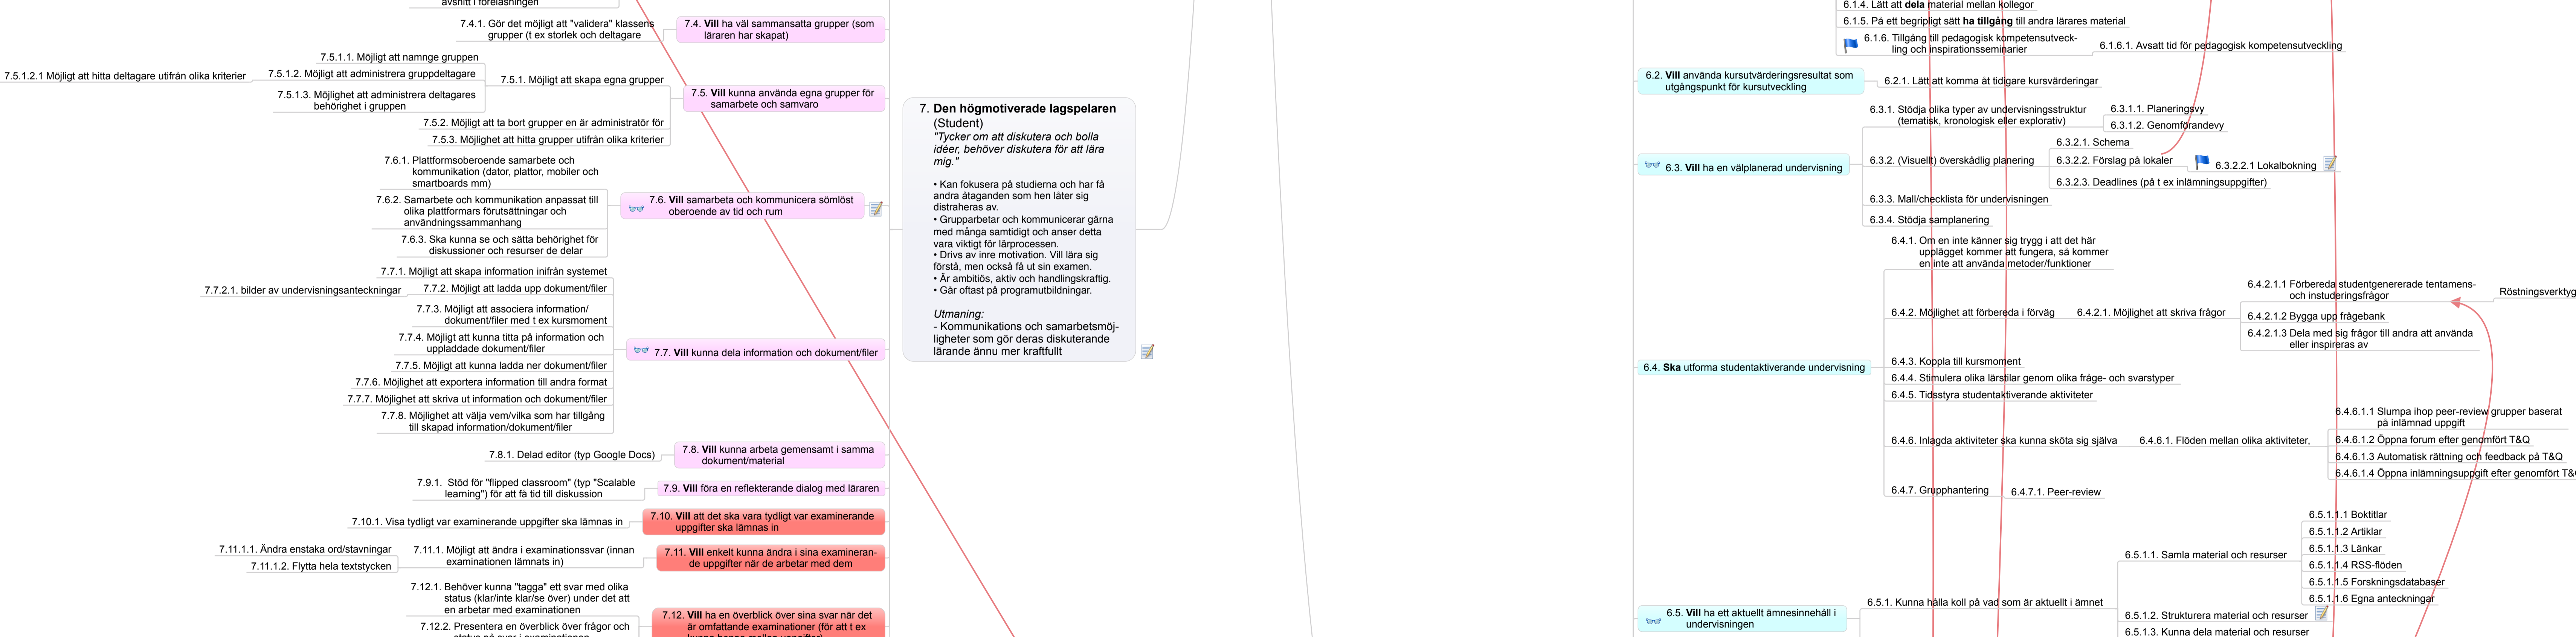 avsnitt i föreläsningen
7.4.1. Gör det möjligt att "validera" klassens
grupper (t ex storlek och deltagare
7.4. Vill ha väl sammansatta grupper (som
läraren har skapat)
7.5.1.2.1 Möjligt att hitta deltagare utifrån olika kriterier
7.5.1.1. Möjligt att namnge gruppen
7.5.1.2. Möjligt att administrera gruppdeltagare
7.5.1.3. Möjlighet att administrera deltagares
behörighet i gruppen
7.5.1. Möjligt att skapa egna grupper
7.5.2. Möjligt att ta bort grupper en är administratör för
7.5.3. Möjlighet att hitta grupper utifrån olika kriterier
7.5. Vill kunna använda egna grupper för
samarbete och samvaro
7.6.1. Plattformsoberoende samarbete och
kommunikation (dator, plattor, mobiler och
smartboards mm)
7.6.2. Samarbete och kommunikation anpassat till
olika plattformars förutsättningar och
användningssammanhang
7.6.3. Ska kunna se och sätta behörighet för
diskussioner och resurser de delar
7.6. Vill samarbeta och kommunicera sömlöst
oberoende av tid och rum
7.7.1. Möjligt att skapa information inifrån systemet
7.7.2.1. bilder av undervisningsanteckningar
7.7.2. Möjligt att ladda upp dokument/filer
7.7.3. Möjligt att associera information/
dokument/filer med t ex kursmoment
7.7.4. Möjligt att kunna titta på information och
uppladdade dokument/filer
7.7.5. Möjligt att kunna ladda ner dokument/filer
7.7.6. Möjlighet att exportera information till andra format
7.7.7. Möjlighet att skriva ut information och dokument/filer
7.7.8. Möjlighet att välja vem/vilka som har tillgång
till skapad information/dokument/filer
7.7. Vill kunna dela information och dokument/filer
7.8.1. Delad editor (typ Google Docs)
7.8. Vill kunna arbeta gemensamt i samma
dokument/material
7.9.1. Stöd för "flipped classroom" (typ "Scalable
learning") för att få tid till diskussion
7.9. Vill föra en reflekterande dialog med läraren
7.10.1. Visa tydligt var examinerande uppgifter ska lämnas in
7.10. Vill att det ska vara tydligt var examinerande
uppgifter ska lämnas in
7.11.1.1. Ändra enstaka ord/stavningar
7.11.1.2. Flytta hela textstycken
7.11.1. Möjligt att ändra i examinationssvar (innan
examinationen lämnats in)
7.11. Vill enkelt kunna ändra i sina examineran-
de uppgifter när de arbetar med dem
7.12.1. Behöver kunna "tagga" ett svar med olika
status (klar/inte klar/se över) under det att
en arbetar med examinationen
7.12.2. Presentera en överblick över frågor och
status på svar i examinationen
7.12. Vill ha en överblick över sina svar när det
är omfattande examinationer (för att t ex
kunna hoppa mellan uppgifter)
7. Den högmotiverade lagspelaren
(Student)
"Tycker om att diskutera och bolla
idéer, behöver diskutera för att lära
mig."
• Kan fokusera på studierna och har få
andra åtaganden som hen låter sig
distraheras av.
• Grupparbetar och kommunicerar gärna
med många samtidigt och anser detta
vara viktigt för lärprocessen.
• Drivs av inre motivation. Vill lära sig
förstå, men också få ut sin examen.
• Är ambitiös, aktiv och handlingskraftig.
• Går oftast på programutbildningar.
Utmaning:
- Kommunikations och samarbetsmöj-
ligheter som gör deras diskuterande
lärande ännu mer kraftfullt
6.1.4. Lätt att dela material mellan kollegor
6.1.5. På ett begripligt sätt ha tillgång till andra lärares material
6.1.6. Tillgång till pedagogisk kompetensutveck-
ling och inspirationsseminarier
6.1.6.1. Avsatt tid för pedagogisk kompetensutveckling
6.2. Vill använda kursutvärderingsresultat som
utgångspunkt för kursutveckling
6.2.1. Lätt att komma åt tidigare kursvärderingar
6.3. Vill ha en välplanerad undervisning
6.3.1. Stödja olika typer av undervisningsstruktur
(tematisk, kronologisk eller explorativ)
6.3.1.1. Planeringsvy
6.3.1.2. Genomförandevy
6.3.2. (Visuellt) överskådlig planering
6.3.2.1. Schema
6.3.2.2. Förslag på lokaler
6.3.2.2.1 Lokalbokning
6.3.2.3. Deadlines (på t ex inlämningsuppgifter)
6.3.3. Mall/checklista för undervisningen
6.3.4. Stödja samplanering
6.4. Ska utforma studentaktiverande undervisning
6.4.1. Om en inte känner sig trygg i att det här
upplägget kommer att fungera, så kommer
en inte att använda metoder/funktioner
6.4.2. Möjlighet att förbereda i förväg
6.4.2.1. Möjlighet att skriva frågor
6.4.2.1.1 Förbereda studentgenererade tentamens-
och instuderingsfrågor
Röstningsverktyg
6.4.2.1.2 Bygga upp frågebank
6.4.2.1.3 Dela med sig frågor till andra att använda
eller inspireras av
6.4.3. Koppla till kursmoment
6.4.4. Stimulera olika lärstilar genom olika fråge- och svarstyper
6.4.5. Tidsstyra studentaktiverande aktiviteter
6.4.6. Inlagda aktiviteter ska kunna sköta sig själva
6.4.6.1. Flöden mellan olika aktiviteter,
6.4.6.1.1 Slumpa ihop peer-review grupper baserat
på inlämnad uppgift
6.4.6.1.2 Öppna forum efter genomfört T&Q
6.4.6.1.3 Automatisk rättning och feedback på T&Q
6.4.6.1.4 Öppna inlämningsuppgift efter genomfört T&
6.4.7. Grupphantering
6.4.7.1. Peer-review
6.5. Vill ha ett aktuellt ämnesinnehåll i
undervisningen
6.5.1. Kunna hålla koll på vad som är aktuellt i ämnet
6.5.1.1. Samla material och resurser
6.5.1.1.1 Boktitlar
6.5.1.1.2 Artiklar
6.5.1.1.3 Länkar
6.5.1.1.4 RSS-flöden
6.5.1.1.5 Forskningsdatabaser
6.5.1.1.6 Egna anteckningar
6.5.1.2. Strukturera material och resurser
6.5.1.3. Kunna dela material och resurser